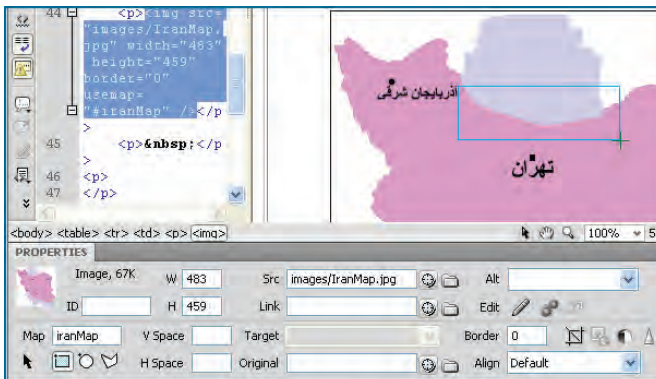 44 <p><img src=
"images/IranMap.
jpg" width="483"
height="459"
border="0"
usemap=
"#iranMap" /></p
>
45 <p>&nbsp;</p
>
46 <p>
47 </p>
آذربایجان شرقی
تهران
<body> <table> <tr> <td> <p> <img> 100% 5
PROPERTIES
Image, 67K W 483 Src images/IranMap.jpg Alt
ID H 459 Link Edit
Map iranMap V Space Target Border 0
H Space Original Align Default